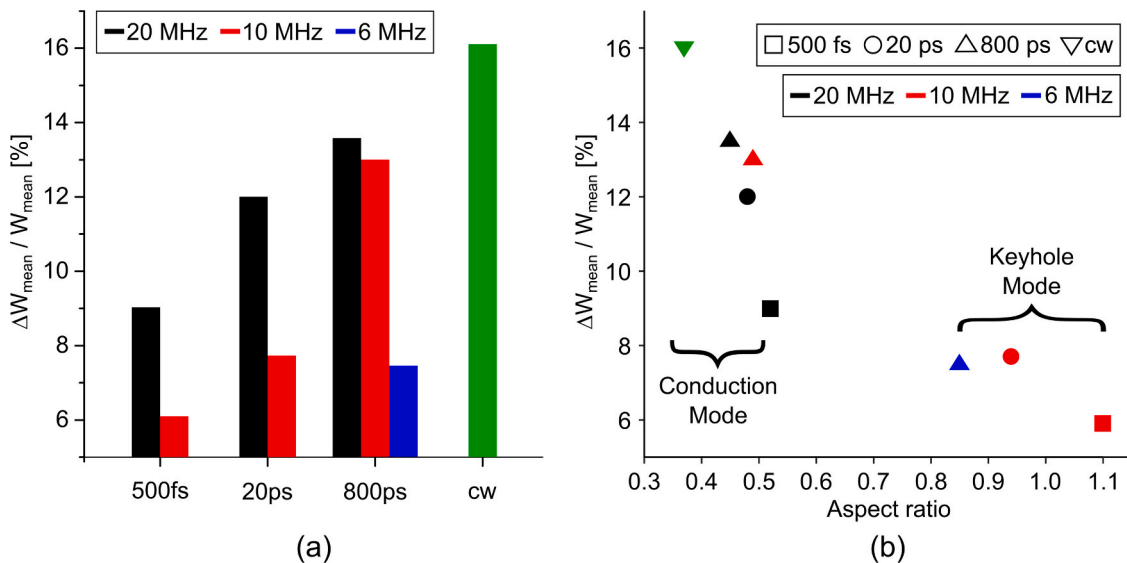 20 MHz 10 MHz 6 MHz
16
14
12
10
8
6
ΔWmean / Wmean [%]
500fs 20ps 800ps cw
(a)
500 fs 20 ps 800 ps cw
20 MHz 10 MHz 6 MHz
16
14
12
10
8
6
ΔWmean / Wmean [%]
Keyhole
Mode
Conduction
Mode
0.3 0.4 0.5 0.6 0.7 0.8 0.9 1.0 1.1
Aspect ratio
(b)